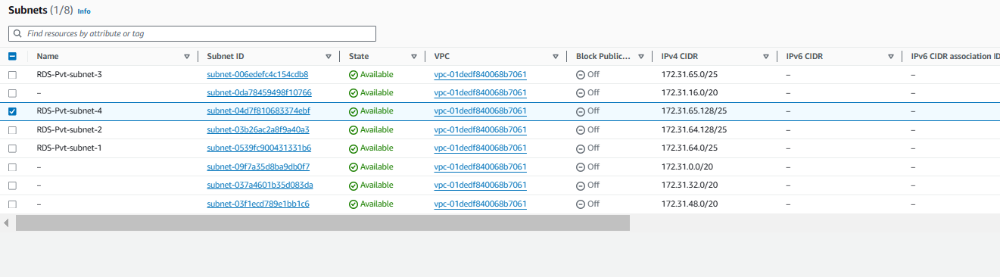 Subnets (1/8) Info
Find resources by attribute or tag
Name Subnet ID State VPC Block Public... IPv4 CIDR IPv6 CIDR IPv6 CIDR association ID
RDS-Pvt-subnet-3 subnet-006edefc4c154cdb8 Available vpc-01dedf840068b7061 Off 172.31.65.0/25 – –
– subnet-0da78459498f10766 Available vpc-01dedf840068b7061 Off 172.31.16.0/20 – –
RDS-Pvt-subnet-4 subnet-04d7f810683374ebf Available vpc-01dedf840068b7061 Off 172.31.65.128/25 – –
RDS-Pvt-subnet-2 subnet-03b26ac2a8f9a40a3 Available vpc-01dedf840068b7061 Off 172.31.64.128/25 – –
RDS-Pvt-subnet-1 subnet-0539fc900431331b6 Available vpc-01dedf840068b7061 Off 172.31.64.0/25 – –
– subnet-09f7a35d8ba9db0f7 Available vpc-01dedf840068b7061 Off 172.31.0.0/20 – –
– subnet-037a4601b35d083da Available vpc-01dedf840068b7061 Off 172.31.32.0/20 – –
– subnet-03f1ecd789e1bb1c6 Available vpc-01dedf840068b7061 Off 172.31.48.0/20 – –